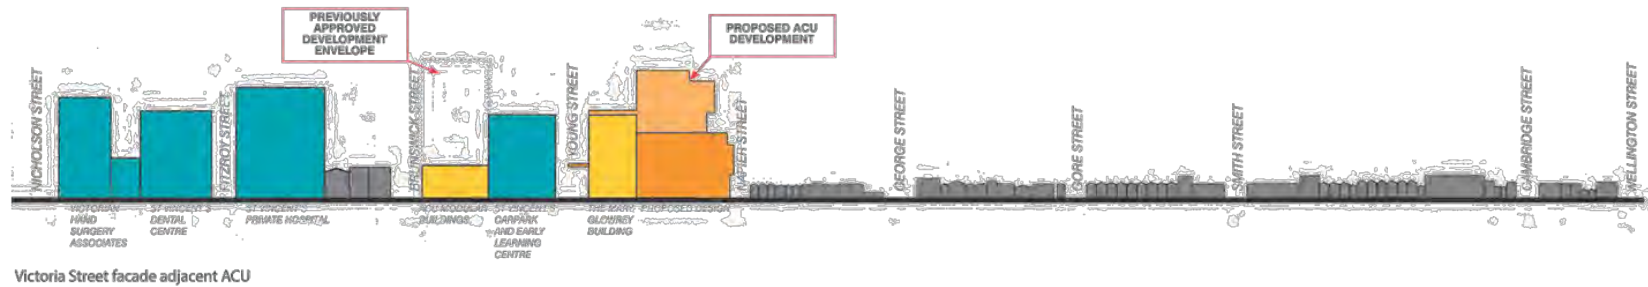 PREVIOUSLY
APPROVED
DEVELOPMENT
ENVELOPE
PROPOSED ACU
DEVELOPMENT
NICHOLSON STREET
FITZROY STREET
BRUNSWICK STREET
YOUNG STREET
NAPIER STREET
GEORGE STREET
GORE STREET
SMITH STREET
CAMBRIDGE STREET
WELLINGTON STREET
VICTORIAN
HAND
SURGERY
ASSOCIATES
ST VINCENT'S
DENTAL
CENTRE
ST VINCENT'S
PRIVATE HOSPITAL
ACU MODULAR
BUILDINGS
ST VINCENT
CARPARK
AND EARLY
LEARNING
CENTRE
THE MARY
GLOWREY
BUILDING
PROPOSED DESIGN
Victoria Street facade adjacent ACU